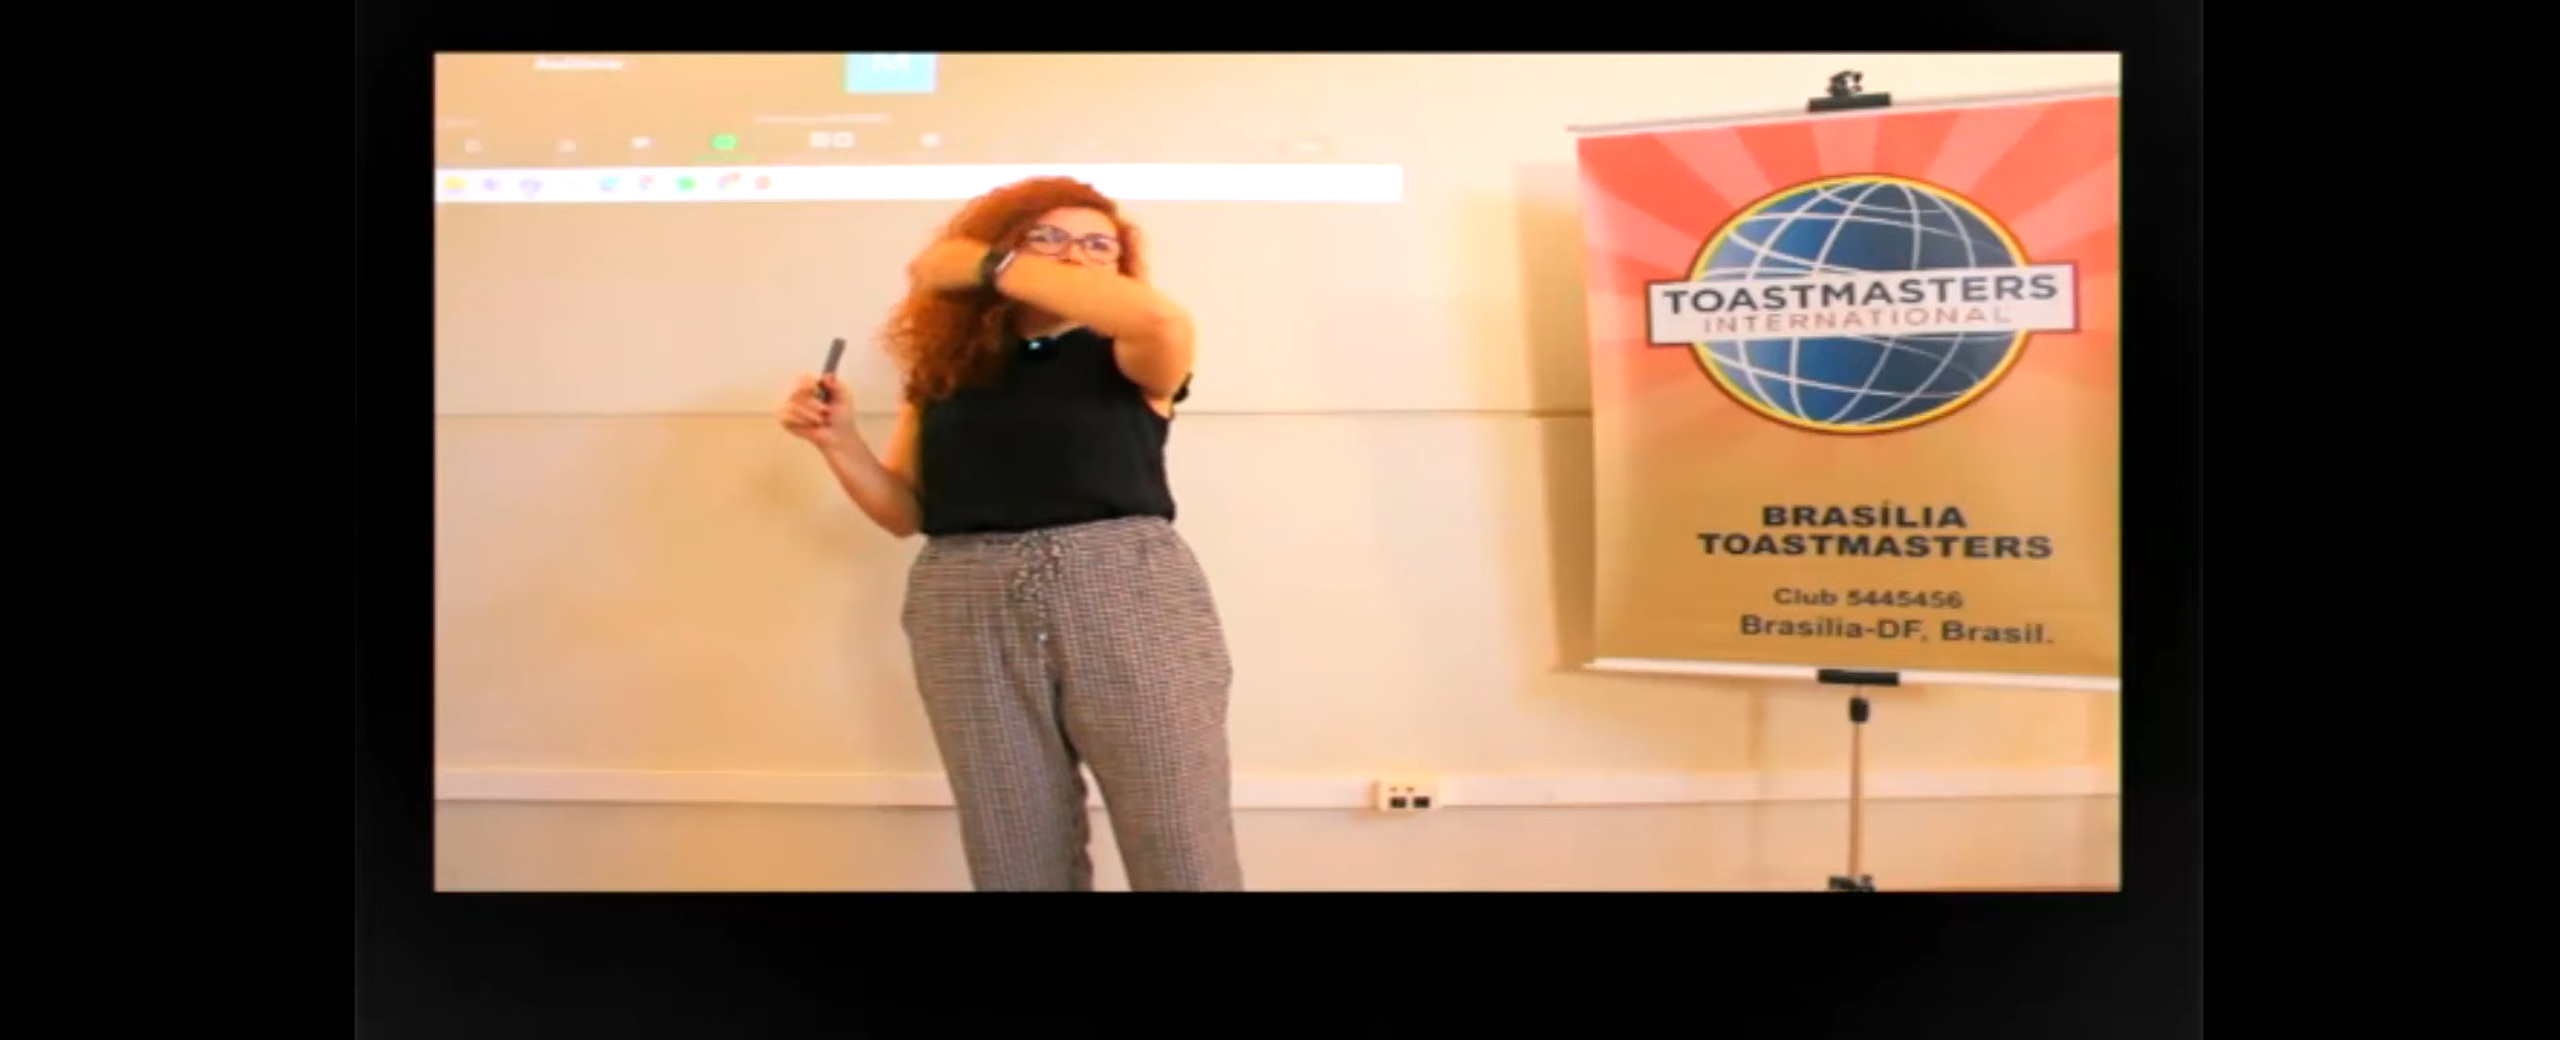 TOASTMASTERS
INTERNATIONAL
BRASÍLIA
TOASTMASTERS
Club 5445456
Brasília-DF, Brasil.